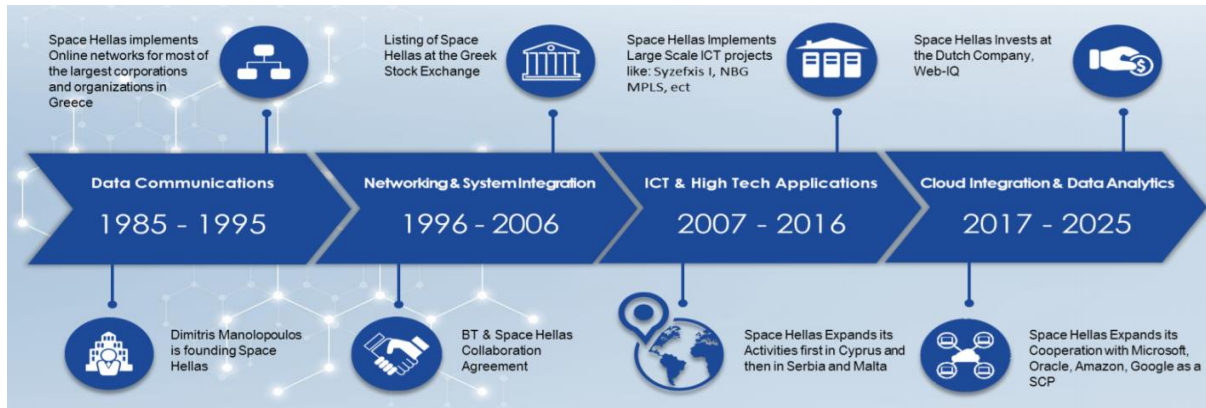 Space Hellas implements
Online networks for most of
the largest corporations
and organizations in
Greece
Listing of Space
Hellas at the Greek
Stock Exchange
Space Hellas Implements
Large Scale ICT projects
like: Syzefxis I, NBG
MPLS, ect
Space Hellas Invests at
the Dutch Company,
Web-IQ
Data Communications
1985 - 1995
Networking & System Integration
1996 - 2006
ICT & High Tech Applications
2007 - 2016
Cloud Integration & Data Analytics
2017 - 2025
Dimitris Manolopoulos
is founding Space
Hellas
BT & Space Hellas
Collaboration
Agreement
Space Hellas Expands its
Activities first in Cyprus and
then in Serbia and Malta
Space Hellas Expands its
Cooperation with Microsoft,
Oracle, Amazon, Google as a
SCP